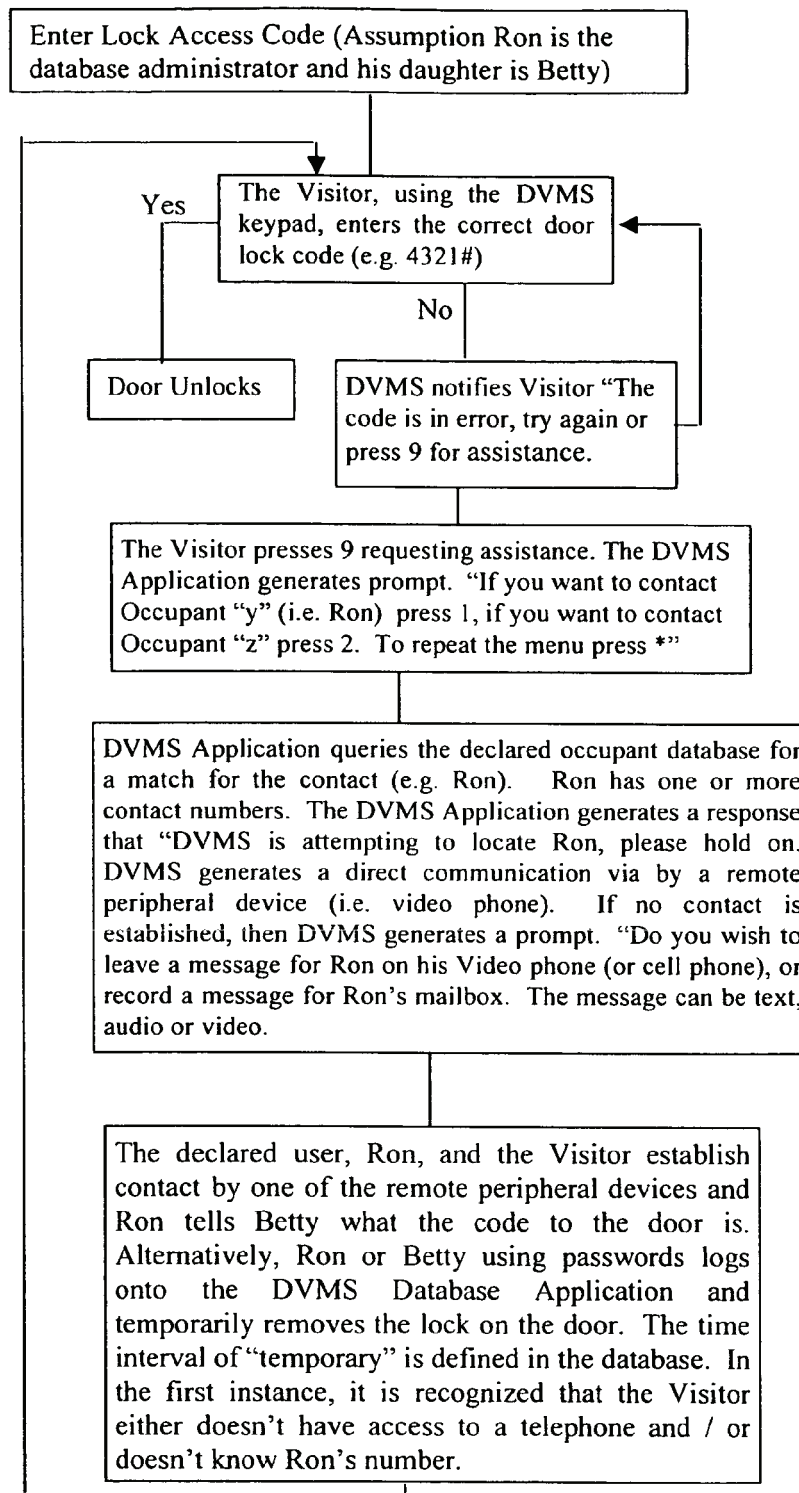 Enter Lock Access Code (Assumption Ron is the
database administrator and his daughter is Betty)
Yes
The Visitor, using the DVMS
keypad, enters the correct door
lock code (e.g. 4321#)
No
Door Unlocks
DVMS notifies Visitor “The
code is in error, try again or
press 9 for assistance.
The Visitor presses 9 requesting assistance. The DVMS
Application generates prompt. “If you want to contact
Occupant “y” (i.e. Ron) press 1, if you want to contact
Occupant “z” press 2. To repeat the menu press *”
DVMS Application queries the declared occupant database for
a match for the contact (e.g. Ron). Ron has one or more
contact numbers. The DVMS Application generates a response
that “DVMS is attempting to locate Ron, please hold on.
DVMS generates a direct communication via by a remote
peripheral device (i.e. video phone). If no contact is
established, then DVMS generates a prompt. “Do you wish to
leave a message for Ron on his Video phone (or cell phone), or
record a message for Ron’s mailbox. The message can be text,
audio or video.
The declared user, Ron, and the Visitor establish
contact by one of the remote peripheral devices and
Ron tells Betty what the code to the door is.
Alternatively, Ron or Betty using passwords logs
onto the DVMS Database Application and
temporarily removes the lock on the door. The time
interval of “temporary” is defined in the database. In
the first instance, it is recognized that the Visitor
either doesn’t have access to a telephone and / or
doesn’t know Ron’s number.